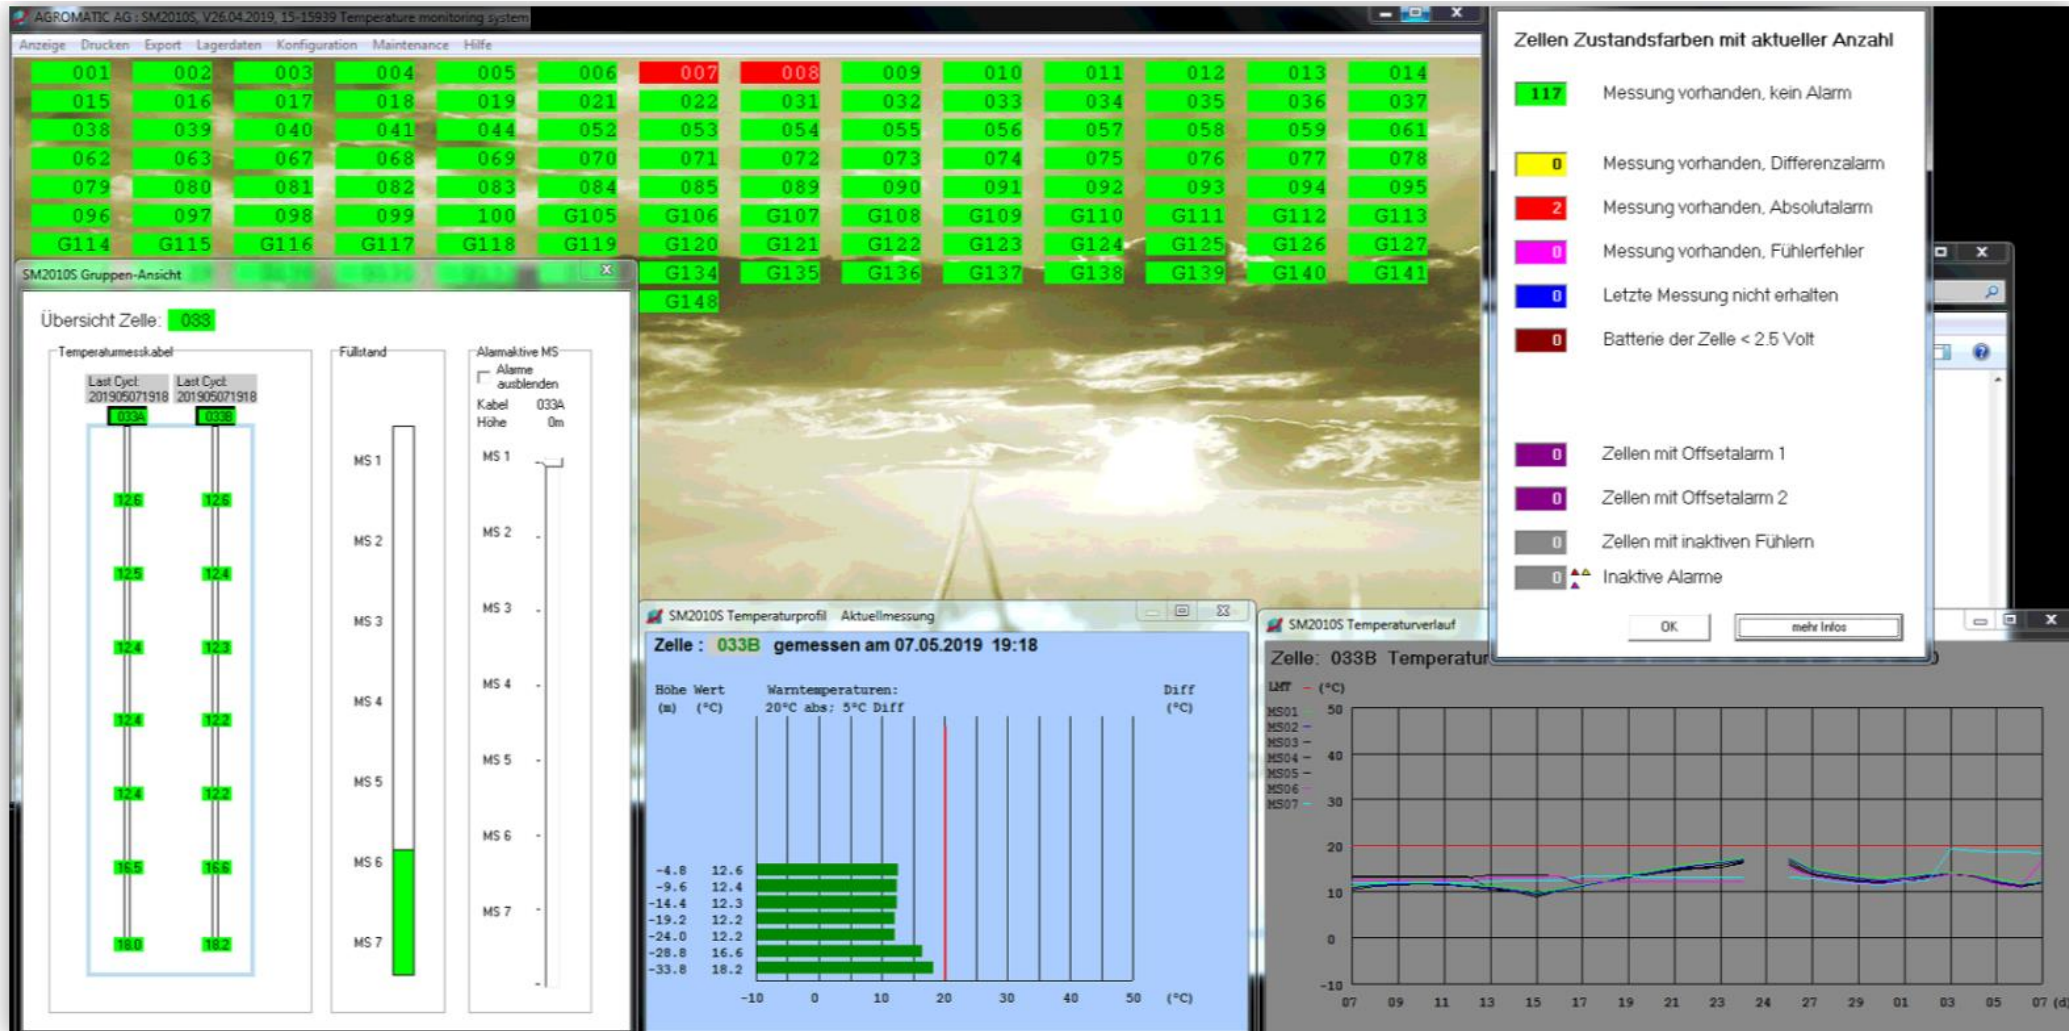 AGROMATIC AG : SM2010S, V26.04.2019, 15-15939 Temperature monitoring system
Anzeige Drucken Export Lagerdaten Konfiguration Maintenance Hilfe
001 002 003 004 005 006 007 008 009 010 011 012 013 014
015 016 017 018 019 021 022 031 032 033 034 035 036 037
038 039 040 041 044 052 053 054 055 056 057 058 059 061
062 063 067 068 069 070 071 072 073 074 075 076 077 078
079 080 081 082 083 084 085 089 090 091 092 093 094 095
096 097 098 099 100 G105 G106 G107 G108 G109 G110 G111 G112 G113
G114 G115 G116 G117 G118 G119 G120 G121 G122 G123 G124 G125 G126 G127
G134 G135 G136 G137 G138 G139 G140 G141
G148
SM2010S Gruppen-Ansicht
Übersicht Zelle: 033
Temperaturmesskabel
Last Cycl: Last Cycl:
201905071918 201905071918
033A 033B
12.6 12.6
12.5 12.4
12.4 12.3
12.4 12.2
12.4 12.2
16.5 16.6
18.0 18.2
Füllstand
MS 1
MS 2
MS 3
MS 4
MS 5
MS 6
MS 7
Alarmaktive MS
Alarme
ausblenden
Kabel 033A
Höhe 0m
MS 1
MS 2
MS 3
MS 4
MS 5
MS 6
MS 7
SM2010S Temperaturprofil Aktuellmessung
Zelle : 033B gemessen am 07.05.2019 19:18
Höhe Wert Warntemperaturen: Diff
(m) (°C) 20°C abs; 5°C Diff (°C)
-4.8 12.6
-9.6 12.4
-14.4 12.3
-19.2 12.2
-24.0 12.2
-28.8 16.6
-33.8 18.2
-10 0 10 20 30 40 50 (°C)
SM2010S Temperaturverlauf
Zelle: 033B Temperatur
LMT - (°C)
MS01
MS02 -
MS03 -
MS04 -
MS05 -
MS06 -
MS07 -
50
40
30
20
10
0
-10
07 09 11 13 15 17 19 21 23 25 27 29 01 03 05 07 (d)
Zellen Zustandsfarben mit aktueller Anzahl
117 Messung vorhanden, kein Alarm
0 Messung vorhanden, Differenzalarm
2 Messung vorhanden, Absolutalarm
0 Messung vorhanden, Fühlerfehler
0 Letzte Messung nicht erhalten
0 Batterie der Zelle < 2.5 Volt
0 Zellen mit Offsetalarm 1
0 Zellen mit Offsetalarm 2
0 Zellen mit inaktiven Fühlern
0 Inaktive Alarme
OK mehr Infos